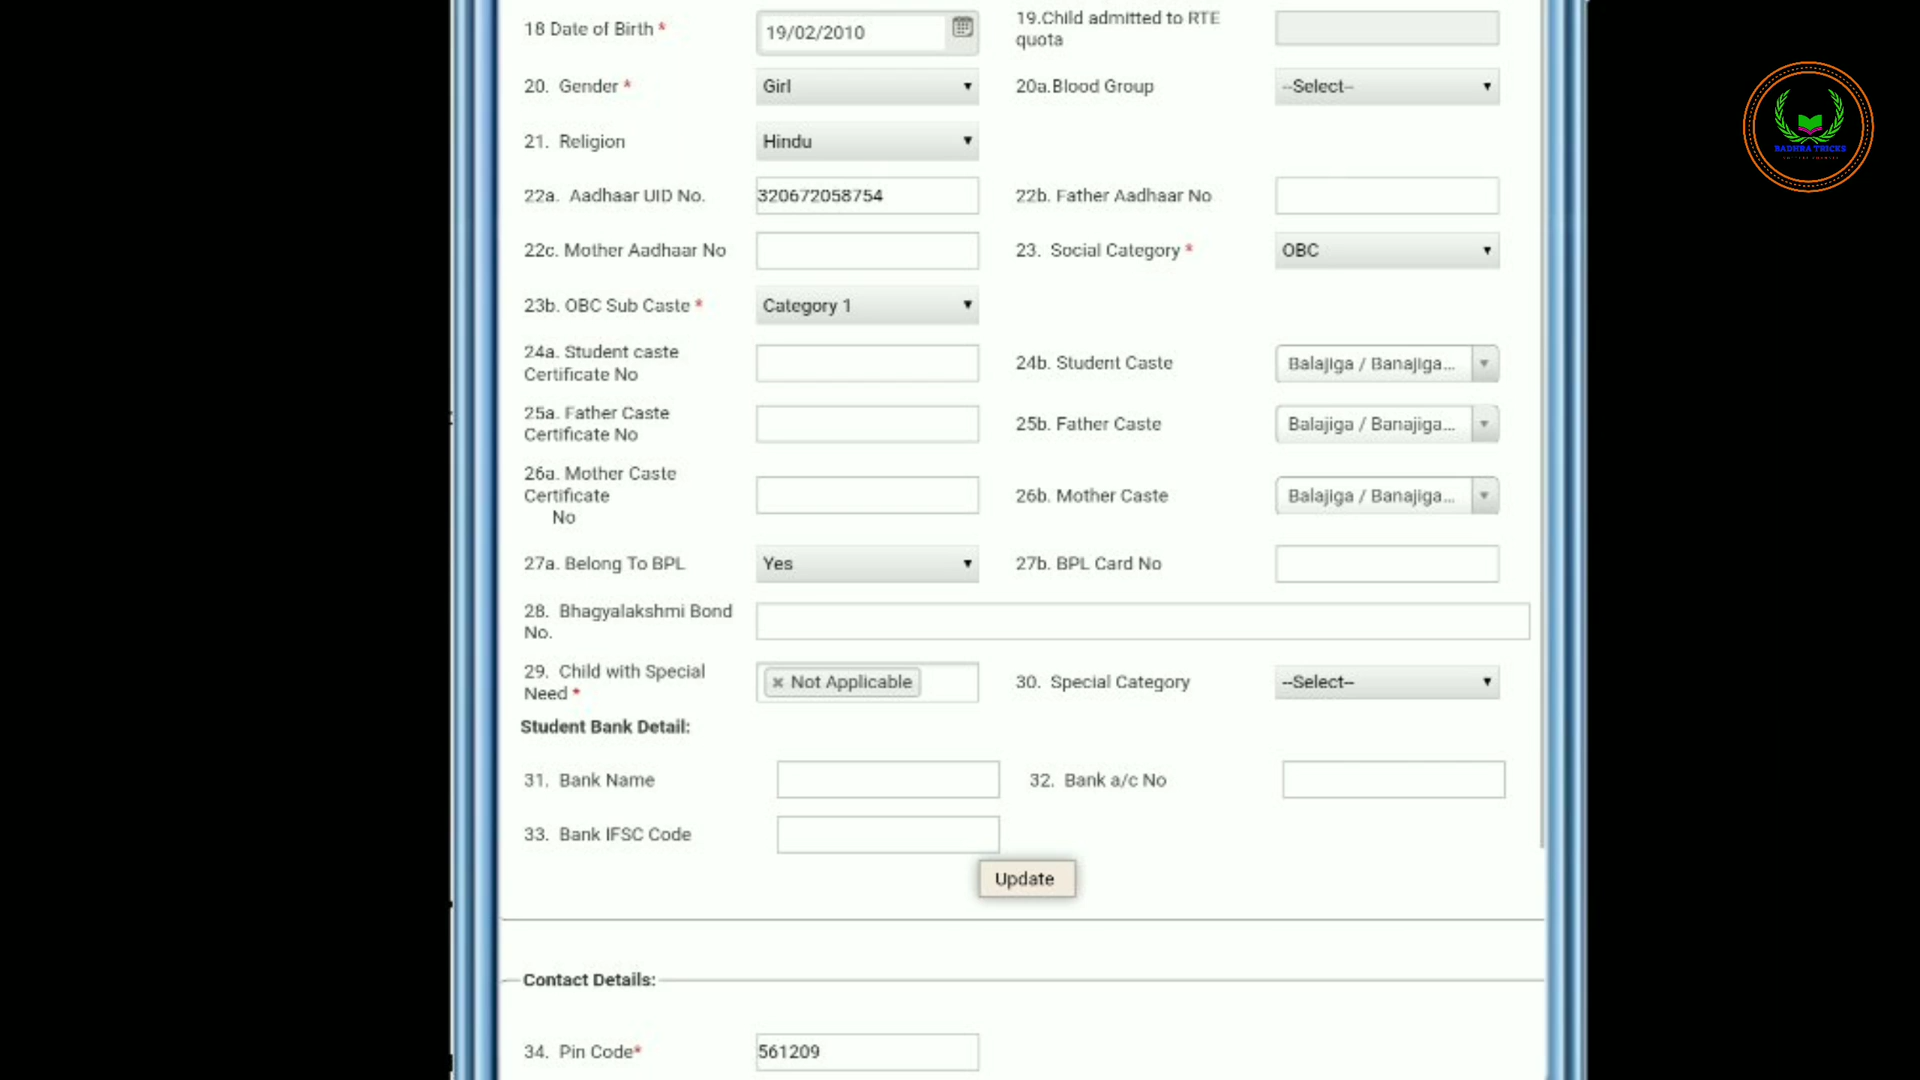 18 Date of Birth * 19/02/2010 19.Child admitted to RTE
quota
20. Gender * Girl 20a.Blood Group --Select--
21. Religion Hindu
22a. Aadhaar UID No. 320672058754 22b. Father Aadhaar No
22c. Mother Aadhaar No 23. Social Category * OBC
23b. OBC Sub Caste * Category 1
24a. Student caste
Certificate No 24b. Student Caste Balajiga / Banajiga...
25a. Father Caste
Certificate No 25b. Father Caste Balajiga / Banajiga...
26a. Mother Caste
Certificate 26b. Mother Caste Balajiga / Banajiga...
No
27a. Belong To BPL Yes 27b. BPL Card No
28. Bhagyalakshmi Bond
No.
29. Child with Special
Need * × Not Applicable 30. Special Category --Select--
Student Bank Detail:
31. Bank Name 32. Bank a/c No
33. Bank IFSC Code
Update
Contact Details:
34. Pin Code* 561209
BADHRA TRICKS